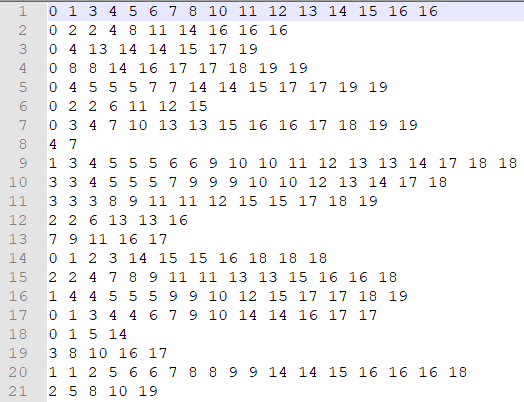 1 0 1 3 4 5 6 7 8 10 11 12 13 14 15 16 16
2 0 2 2 4 8 11 14 16 16 16
3 0 4 13 14 14 15 17 19
4 0 8 8 14 16 17 17 18 19 19
5 0 4 5 5 5 7 7 14 14 15 17 17 19 19
6 0 2 2 6 11 12 15
7 0 3 4 7 10 13 13 15 16 16 17 18 19 19
8 4 7
9 1 3 4 5 5 5 6 6 9 10 10 11 12 13 13 14 17 18 18
10 3 3 4 5 5 5 7 9 9 9 10 10 12 13 14 17 18
11 3 3 3 8 9 11 11 12 15 15 17 18 19
12 2 2 6 13 13 16
13 7 9 11 16 17
14 0 1 2 3 14 15 15 16 18 18 18
15 2 2 4 7 8 9 11 11 13 13 15 16 16 18
16 1 4 4 5 5 5 9 9 10 12 15 17 17 18 19
17 0 1 3 4 4 6 7 9 10 14 14 16 17 17
18 0 1 5 14
19 3 8 10 16 17
20 1 1 2 5 6 6 7 8 8 9 9 14 14 15 16 16 16 18
21 2 5 8 10 19